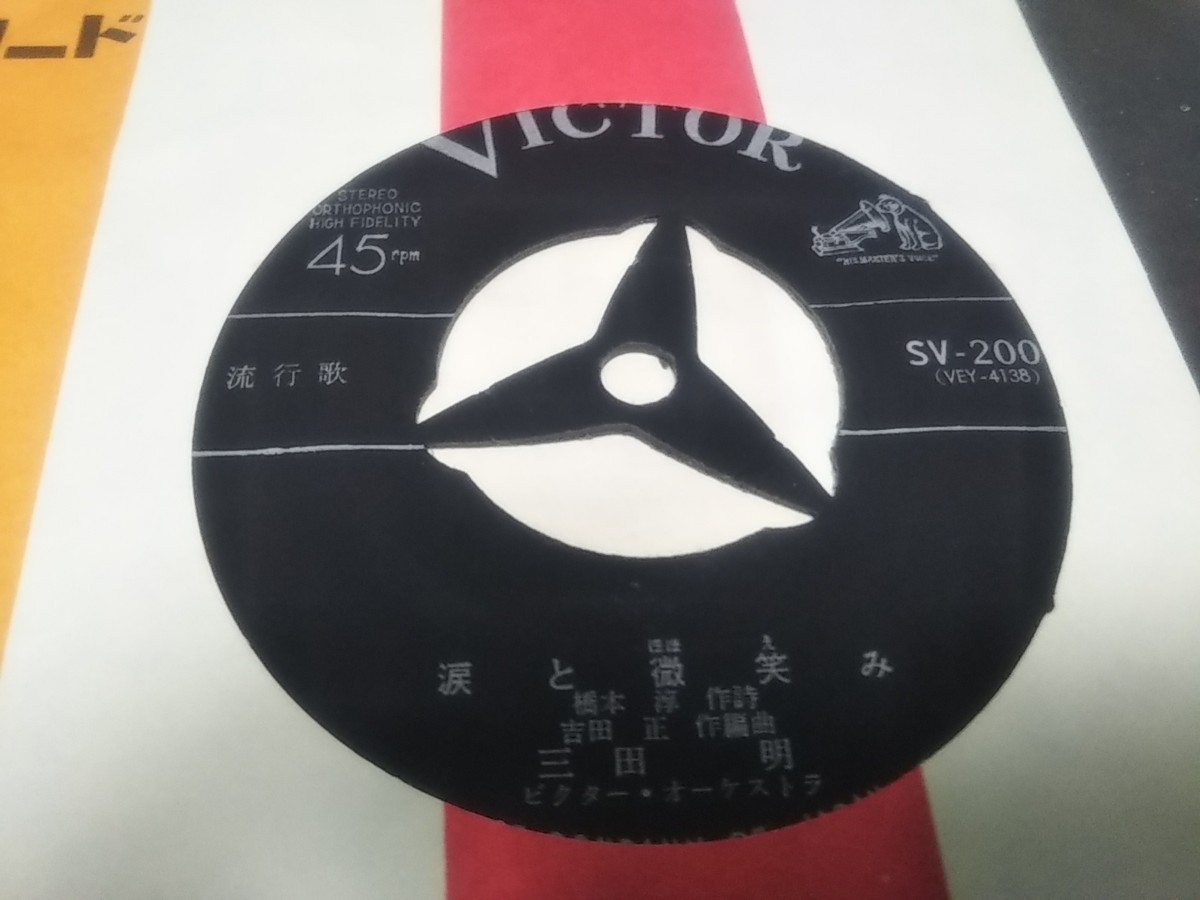 ード
VICTOR
STEREO
ORTHOPHONIC
HIGH FIDELITY
45 rpm
"HIS MASTER'S VOICE"
流行歌
SV-200
(VEY-4138)
ほほ え
涙と微笑み
橋本 淳 作詩
吉田 正 作編曲
三田 明
ビクター・オーケストラ